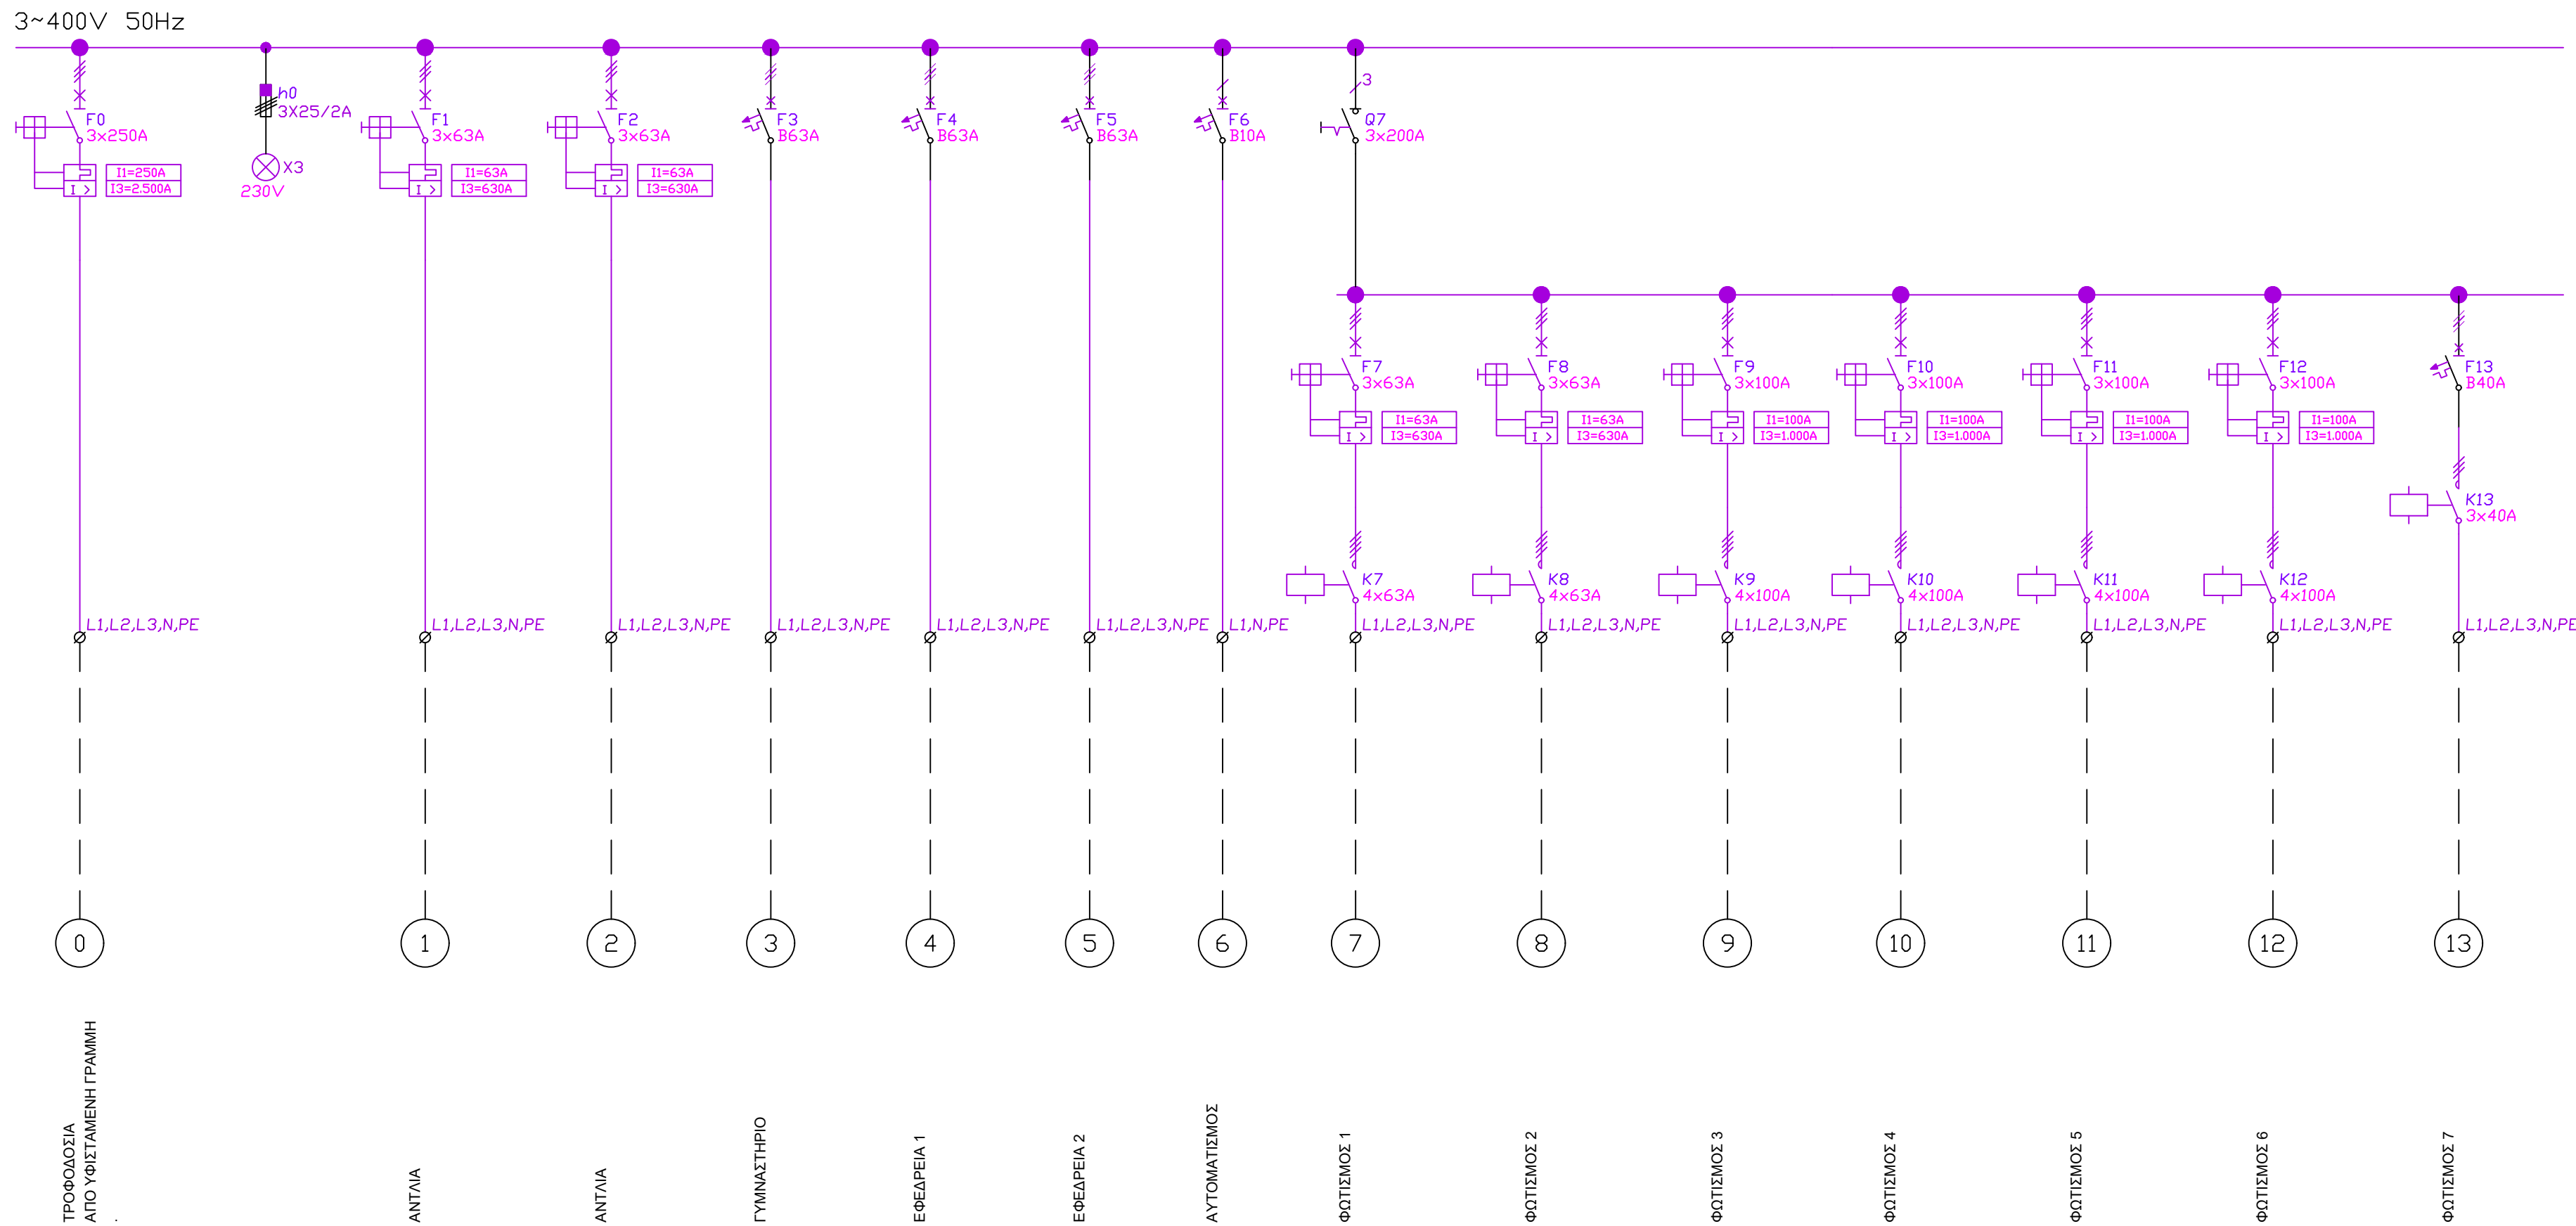 3~400V 50Hz
F0
3x250A
I1=250A
I3=2.500A
h0
3X25/2A
X3
230V
F1
3x63A
I1=63A
I3=630A
F2
3x63A
I1=63A
I3=630A
F3
B63A
F4
B63A
F5
B63A
F6
B10A
3
Q7
3x200A
F7
3x63A
I1=63A
I3=630A
F8
3x63A
I1=63A
I3=630A
F9
3x100A
I1=100A
I3=1.000A
F10
3x100A
I1=100A
I3=1.000A
F11
3x100A
I1=100A
I3=1.000A
F12
3x100A
I1=100A
I3=1.000A
F13
B40A
K13
3x40A
K7
4x63A
K8
4x63A
K9
4x100A
K10
4x100A
K11
4x100A
K12
4x100A
L1,L2,L3,N,PE
L1,L2,L3,N,PE
L1,L2,L3,N,PE
L1,L2,L3,N,PE
L1,L2,L3,N,PE
L1,L2,L3,N,PE
L1,N,PE
L1,L2,L3,N,PE
L1,L2,L3,N,PE
L1,L2,L3,N,PE
L1,L2,L3,N,PE
L1,L2,L3,N,PE
L1,L2,L3,N,PE
L1,L2,L3,N,PE
0
1
2
3
4
5
6
7
8
9
10
11
12
13
ΤΡΟΦΟΔΟΣΙΑ
ΑΠΟ ΥΦΙΣΤΑΜΕΝΗ ΓΡΑΜΜΗ
ΑΝΤΛΙΑ
ΑΝΤΛΙΑ
ΓΥΜΝΑΣΤΗΡΙΟ
ΕΦΕΔΡΕΙΑ 1
ΕΦΕΔΡΕΙΑ 2
ΑΥΤΟΜΑΤΙΣΜΟΣ
ΦΩΤΙΣΜΟΣ 1
ΦΩΤΙΣΜΟΣ 2
ΦΩΤΙΣΜΟΣ 3
ΦΩΤΙΣΜΟΣ 4
ΦΩΤΙΣΜΟΣ 5
ΦΩΤΙΣΜΟΣ 6
ΦΩΤΙΣΜΟΣ 7